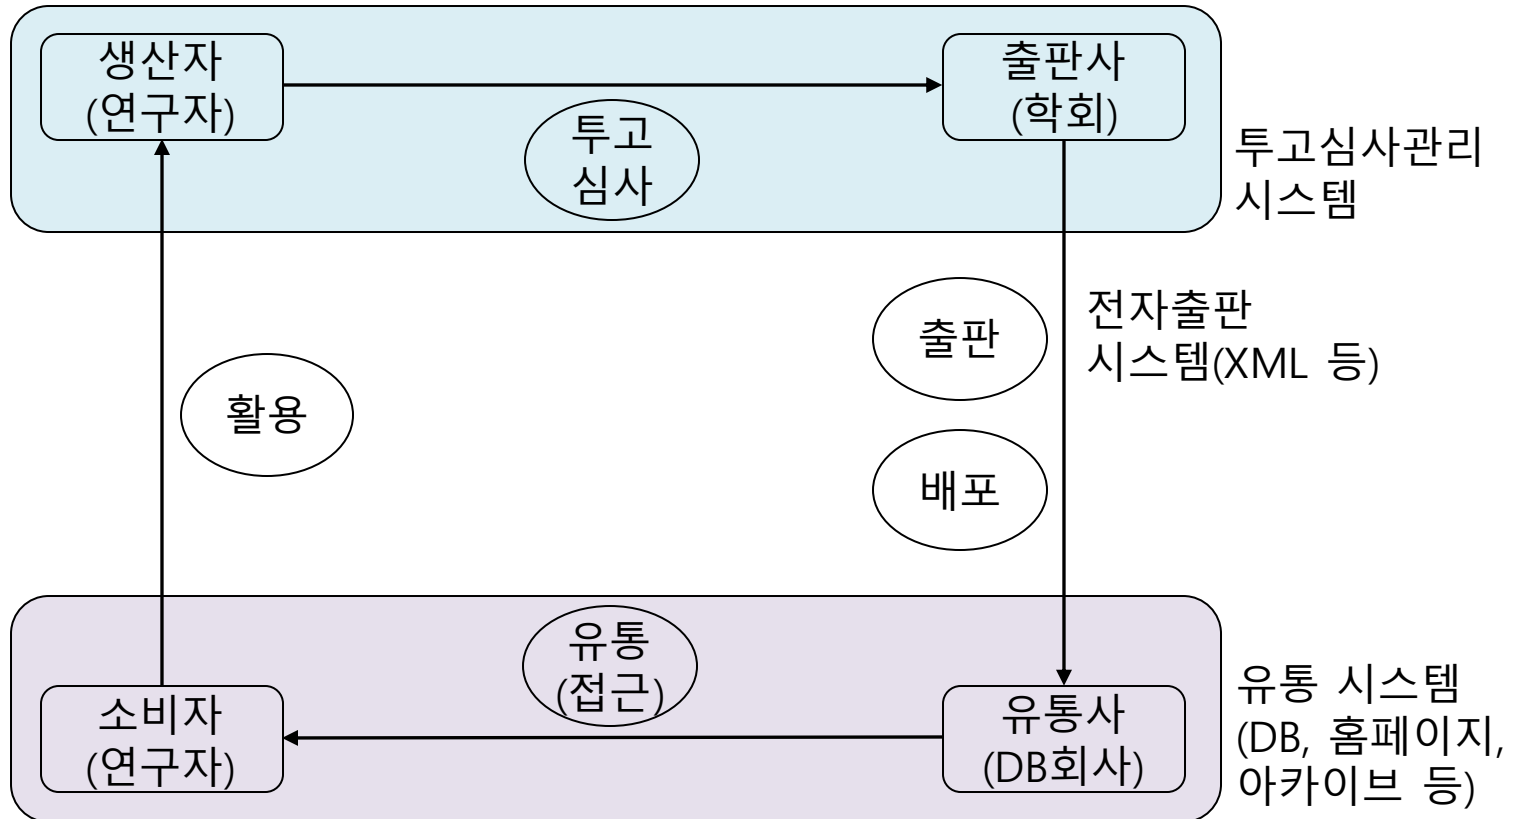 생산자
(연구자)
출판사
(학회)
투고
심사
투고심사관리
시스템
출판
전자출판
시스템(XML 등)
활용
배포
유통
(접근)
소비자
(연구자)
유통사
(DB회사)
유통 시스템
(DB, 홈페이지,
아카이브 등)